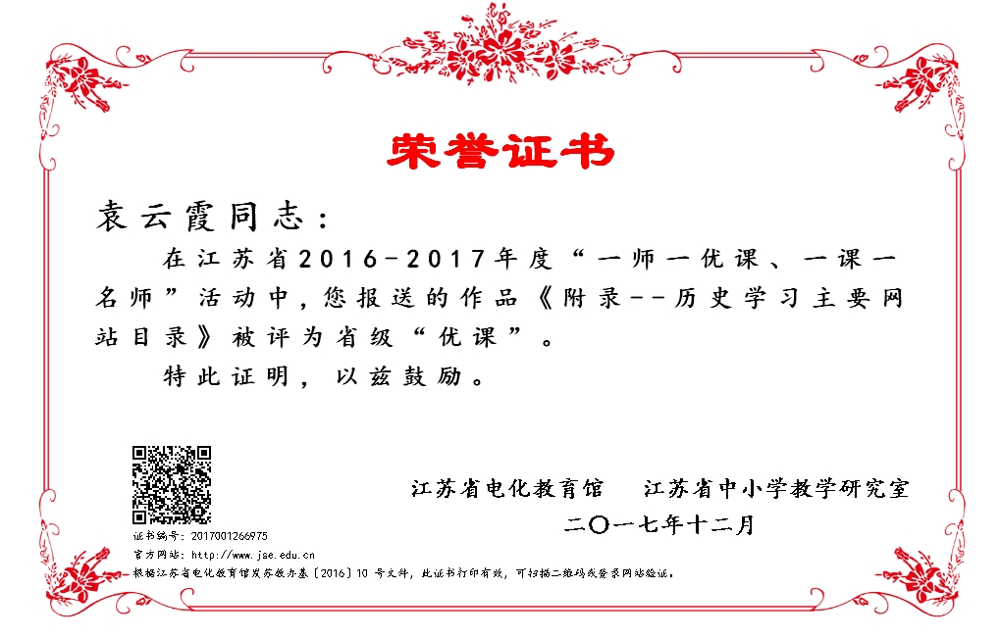 荣誉证书
袁云霞同志：
在江苏省2016-2017年度“一师一优课、一课一
名师”活动中,您报送的作品《附录--历史学习主要网
站目录》被评为省级“优课”。
特此证明，以兹鼓励。
江苏省电化教育馆 江苏省中小学教学研究室
二〇一七年十二月
证书编号：2017001266975
官方网站：http://www.jse.edu.cn
根据江苏省电化教育馆发苏教办基〔2016〕10 号文件，此证书打印有效，可扫描二维码或登录网站验证。